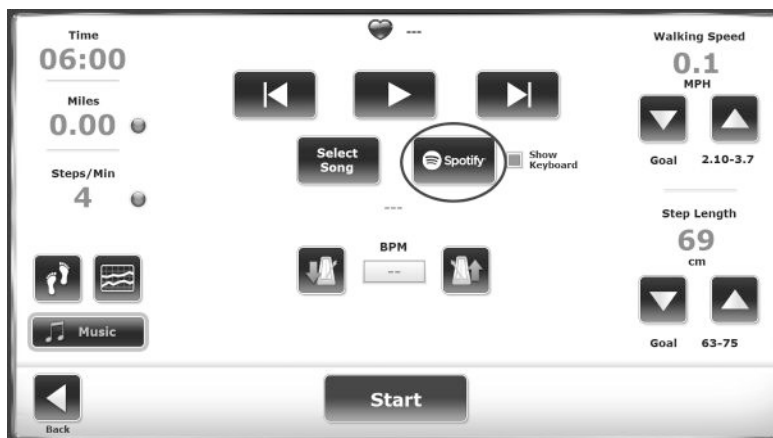 Time
06:00
Miles
0.00
Steps/Min
4
Music
Back
---
Select
Song
Spotify
Show
Keyboard
---
BPM
--
Start
Walking Speed
0.1
MPH
Goal 2.10-3.7
Step Length
69
cm
Goal 63-75